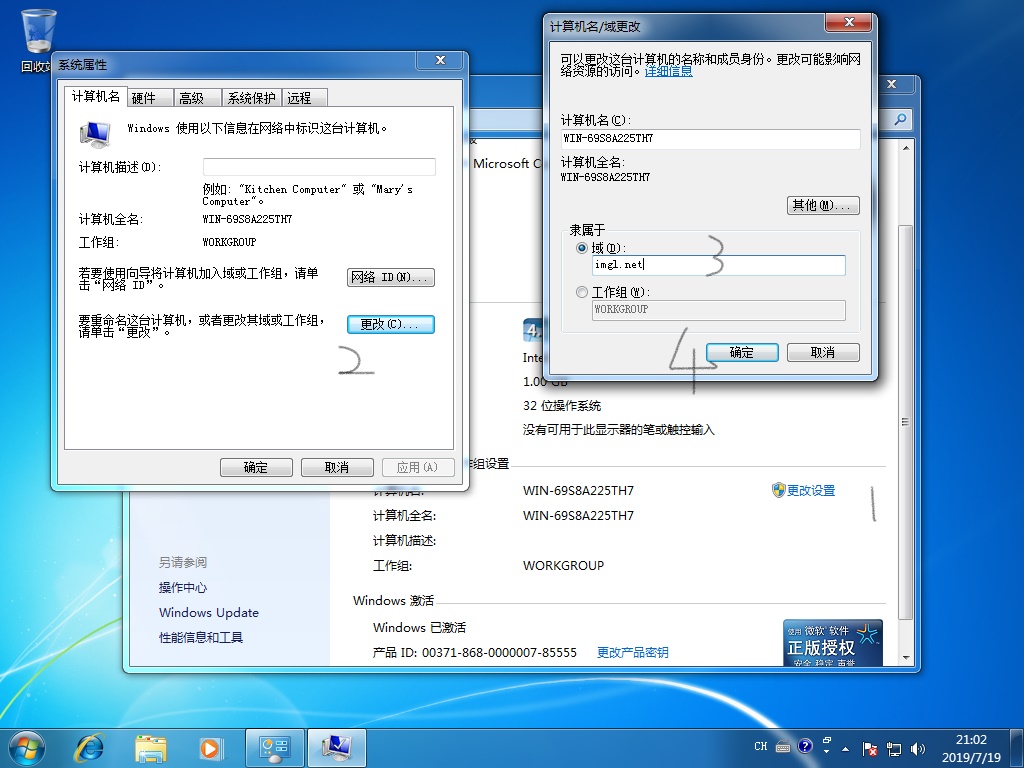 回收站
系统属性
计算机名
硬件
高级
系统保护
远程
Windows 使用以下信息在网络中标识这台计算机。
计算机描述(D):
例如: "Kitchen Computer" 或 "Mary's
Computer"。
计算机全名:
WIN-69S8A225TH7
工作组:
WORKGROUP
若要使用向导将计算机加入域或工作组，请单
击“网络 ID”。
网络 ID(N)...
要重命名这台计算机，或者更改其域或工作组，
请单击“更改”。
更改(C)...
2
确定
取消
应用(A)
计算机名/域更改
可以更改这台计算机的名称和成员身份。更改可能影响网
络资源的访问。详细信息
计算机名(C):
WIN-69S8A225TH7
计算机全名:
WIN-69S8A225TH7
其他(M)...
隶属于
域(D):
img1.net
3
工作组(W):
WORKGROUP
4
确定
取消
Microsoft C
4.
Inte
1.00 GB
32 位操作系统
没有可用于此显示器的笔或触控输入
作组设置
计算机名:
WIN-69S8A225TH7
更改设置
1
计算机全名:
WIN-69S8A225TH7
计算机描述:
工作组:
WORKGROUP
Windows 激活
Windows 已激活
产品 ID: 00371-868-0000007-85555
更改产品密钥
使用 微软 软件
正版授权
安全 稳定 声誉
另请参阅
操作中心
Windows Update
性能信息和工具
CH
21:02
2019/7/19